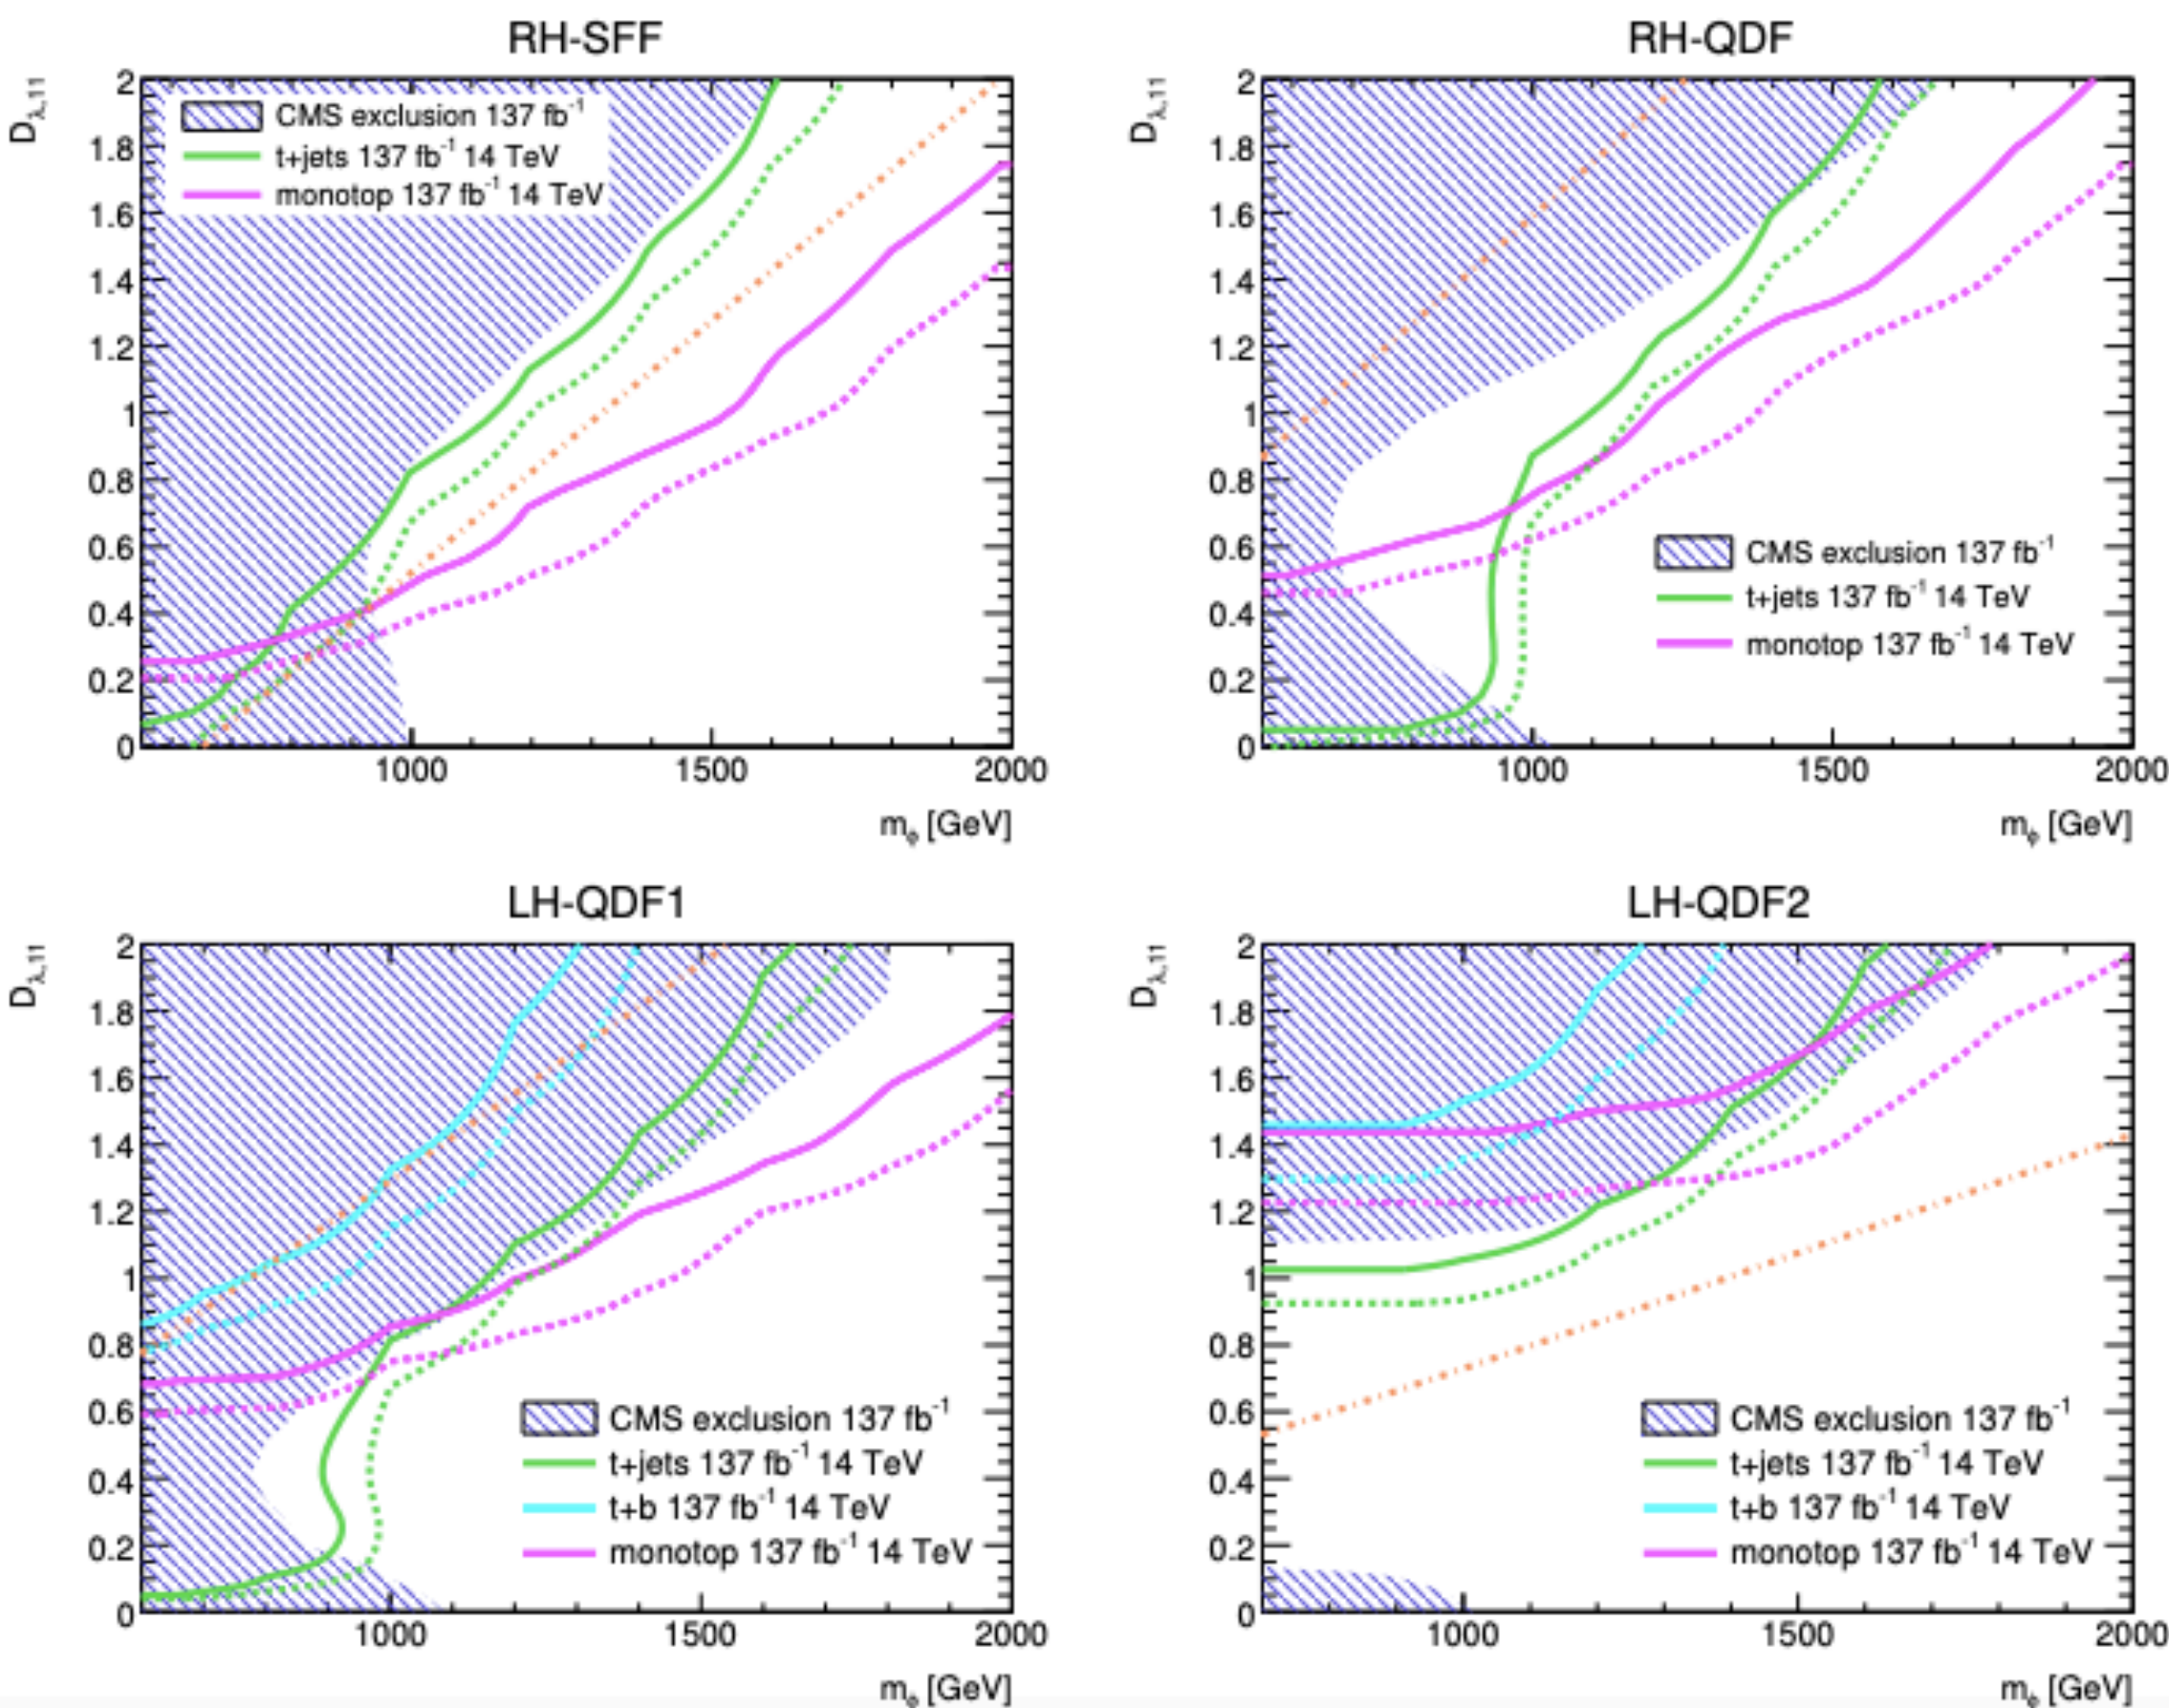 RH-SFF
D_{λ,11}
2
1.8
1.6
1.4
1.2
1
0.8
0.6
0.4
0.2
0
CMS exclusion 137 fb⁻¹
t+jets 137 fb⁻¹ 14 TeV
monotop 137 fb⁻¹ 14 TeV
1000
1500
2000
m_ϕ [GeV]
RH-QDF
D_{λ,11}
2
1.8
1.6
1.4
1.2
1
0.8
0.6
0.4
0.2
0
CMS exclusion 137 fb⁻¹
t+jets 137 fb⁻¹ 14 TeV
monotop 137 fb⁻¹ 14 TeV
1000
1500
2000
m_ϕ [GeV]
LH-QDF1
D_{λ,11}
2
1.8
1.6
1.4
1.2
1
0.8
0.6
0.4
0.2
0
CMS exclusion 137 fb⁻¹
t+jets 137 fb⁻¹ 14 TeV
t+b 137 fb⁻¹ 14 TeV
monotop 137 fb⁻¹ 14 TeV
1000
1500
2000
m_ϕ [GeV]
LH-QDF2
D_{λ,11}
2
1.8
1.6
1.4
1.2
1
0.8
0.6
0.4
0.2
0
CMS exclusion 137 fb⁻¹
t+jets 137 fb⁻¹ 14 TeV
t+b 137 fb⁻¹ 14 TeV
monotop 137 fb⁻¹ 14 TeV
1000
1500
2000
m_ϕ [GeV]